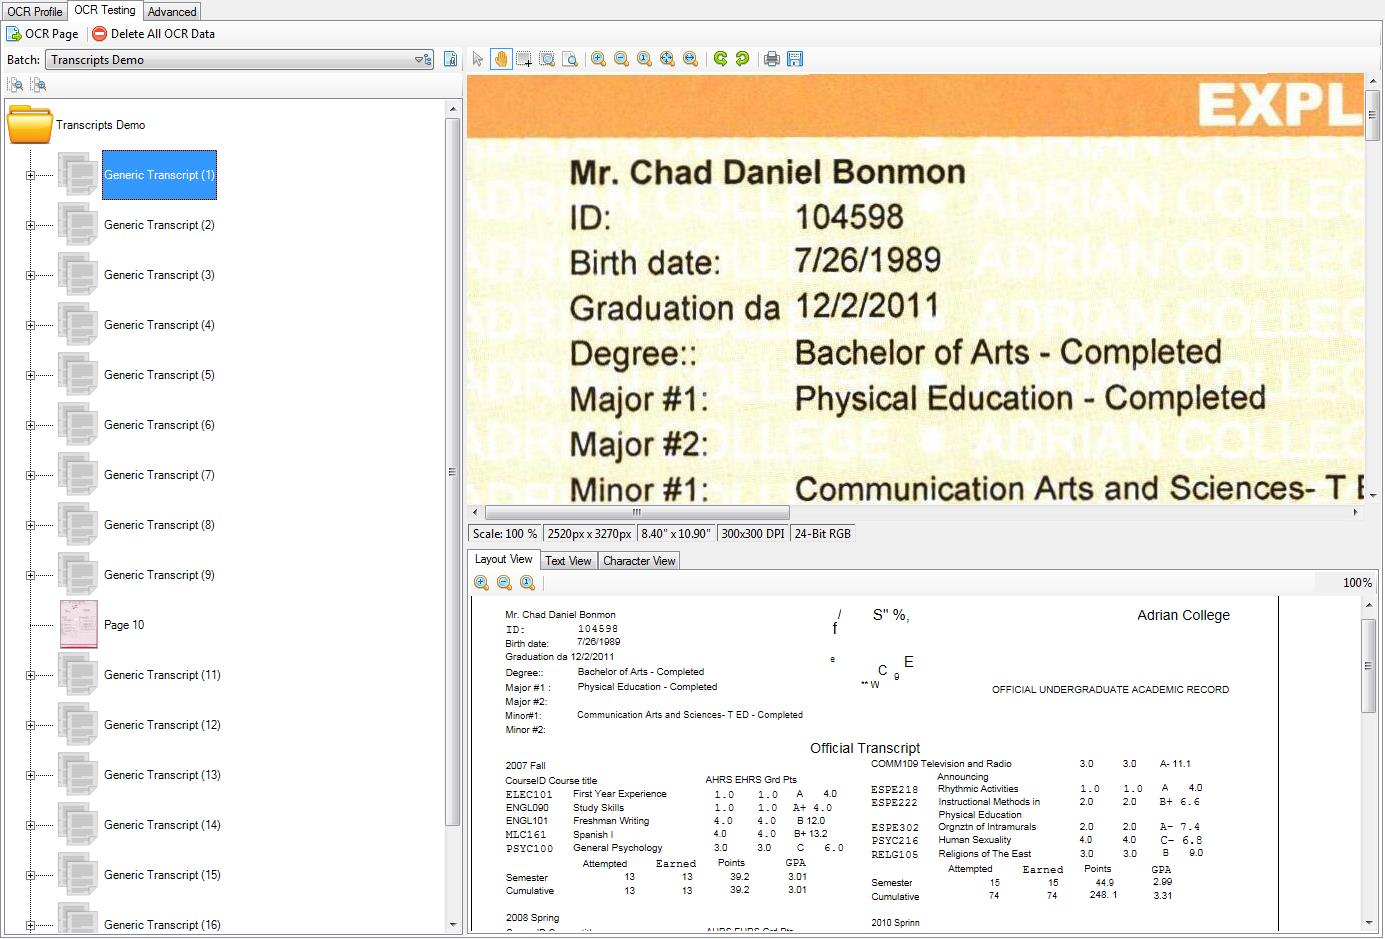 OCR Profile OCR Testing Advanced
OCR Page Delete All OCR Data
Batch: Transcripts Demo
Transcripts Demo
Generic Transcript (1)
Generic Transcript (2)
Generic Transcript (3)
Generic Transcript (4)
Generic Transcript (5)
Generic Transcript (6)
Generic Transcript (7)
Generic Transcript (8)
Generic Transcript (9)
Page 10
Generic Transcript (11)
Generic Transcript (12)
Generic Transcript (13)
Generic Transcript (14)
Generic Transcript (15)
Generic Transcript (16)
EXPL
Mr. Chad Daniel Bonmon
ID: 104598
Birth date: 7/26/1989
Graduation da 12/2/2011
Degree:: Bachelor of Arts - Completed
Major #1: Physical Education - Completed
Major #2:
Minor #1: Communication Arts and Sciences- T E
Scale: 100 % 2520px x 3270px 8.40" x 10.90" 300x300 DPI 24-Bit RGB
Layout View Text View Character View
100%
Mr. Chad Daniel Bonmon
ID: 104598
Birth date: 7/26/1989
Graduation da 12/2/2011
Degree:: Bachelor of Arts - Completed
Major #1 : Physical Education - Completed
Major #2:
Minor#1: Communication Arts and Sciences- T ED - Completed
Minor #2:
/ S" %,
f
e
C 9 E
** W
Adrian College
OFFICIAL UNDERGRADUATE ACADEMIC RECORD
Official Transcript
2007 Fall
CourseID Course title AHRS EHRS Grd Pts
ELEC101 First Year Experience 1.0 1.0 A 4.0
ENGL090 Study Skills 1.0 1.0 A+ 4.0
ENGL101 Freshman Writing 4.0 4.0 B 12.0
MLC161 Spanish I 4.0 4.0 B+ 13.2
PSYC100 General Psychology 3.0 3.0 C 6.0
Attempted Earned Points GPA
Semester 13 13 39.2 3.01
Cumulative 13 13 39.2 3.01
2008 Spring
COMM109 Television and Radio 3.0 3.0 A- 11.1
Announcing
ESPE218 Rhythmic Activities 1.0 1.0 A 4.0
ESPE222 Instructional Methods in 2.0 2.0 B+ 6.6
Physical Education
ESPE302 Orgnztn of Intramurals 2.0 2.0 A- 7.4
PSYC216 Human Sexuality 4.0 4.0 C- 6.8
RELG105 Religions of The East 3.0 3.0 B 9.0
Attempted Earned Points GPA
Semester 15 15 44.9 2.99
Cumulative 74 74 248. 1 3.31
2010 Sprinn